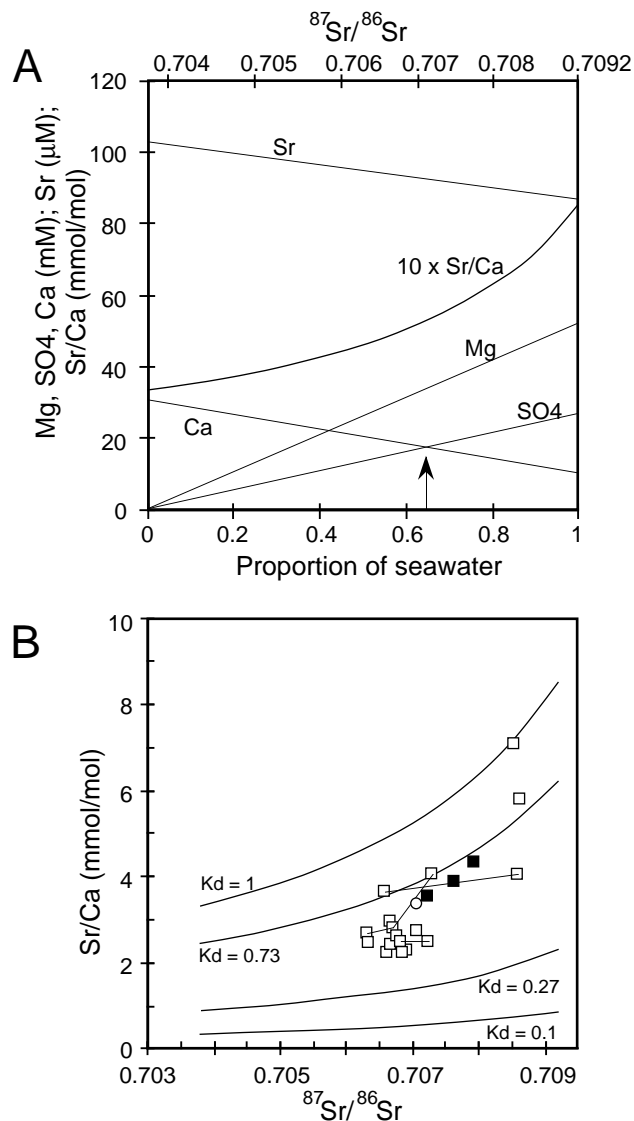 ⁸⁷Sr/⁸⁶Sr
A
0.704 0.705 0.706 0.707 0.708 0.7092
Mg, SO4, Ca (mM); Sr (μM);
Sr/Ca (mmol/mol)
120
100
80
60
40
20
0
Sr
10 x Sr/Ca
Mg
SO4
Ca
0 0.2 0.4 0.6 0.8 1
Proportion of seawater
B
Sr/Ca (mmol/mol)
10
8
6
4
2
0
Kd = 1
Kd = 0.73
Kd = 0.27
Kd = 0.1
0.703 0.705 0.707 0.709
⁸⁷Sr/⁸⁶Sr